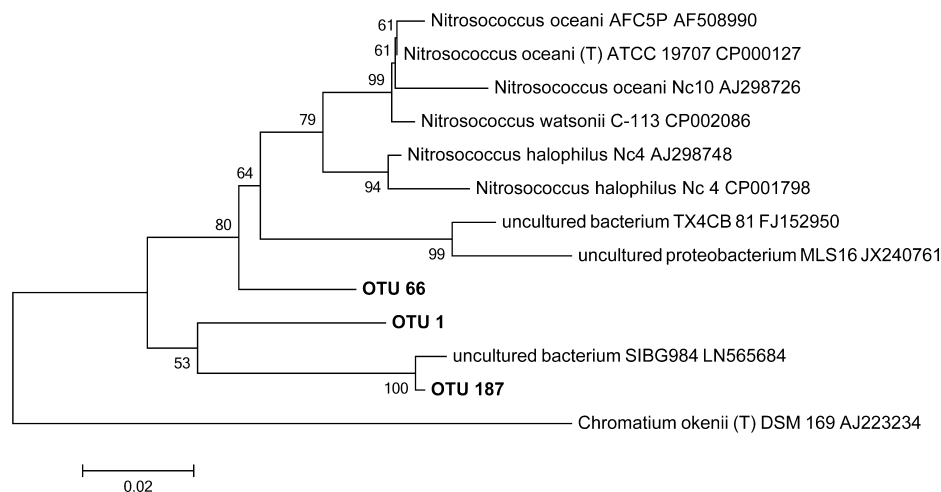 61
Nitrosococcus oceani AFC5P AF508990
61
Nitrosococcus oceani (T) ATCC 19707 CP000127
99
Nitrosococcus oceani Nc10 AJ298726
79
Nitrosococcus watsonii C-113 CP002086
Nitrosococcus halophilus Nc4 AJ298748
64
94
Nitrosococcus halophilus Nc 4 CP001798
80
uncultured bacterium TX4CB 81 FJ152950
99
uncultured proteobacterium MLS16 JX240761
OTU 66
OTU 1
53
uncultured bacterium SIBG984 LN565684
100
OTU 187
Chromatium okenii (T) DSM 169 AJ223234
0.02